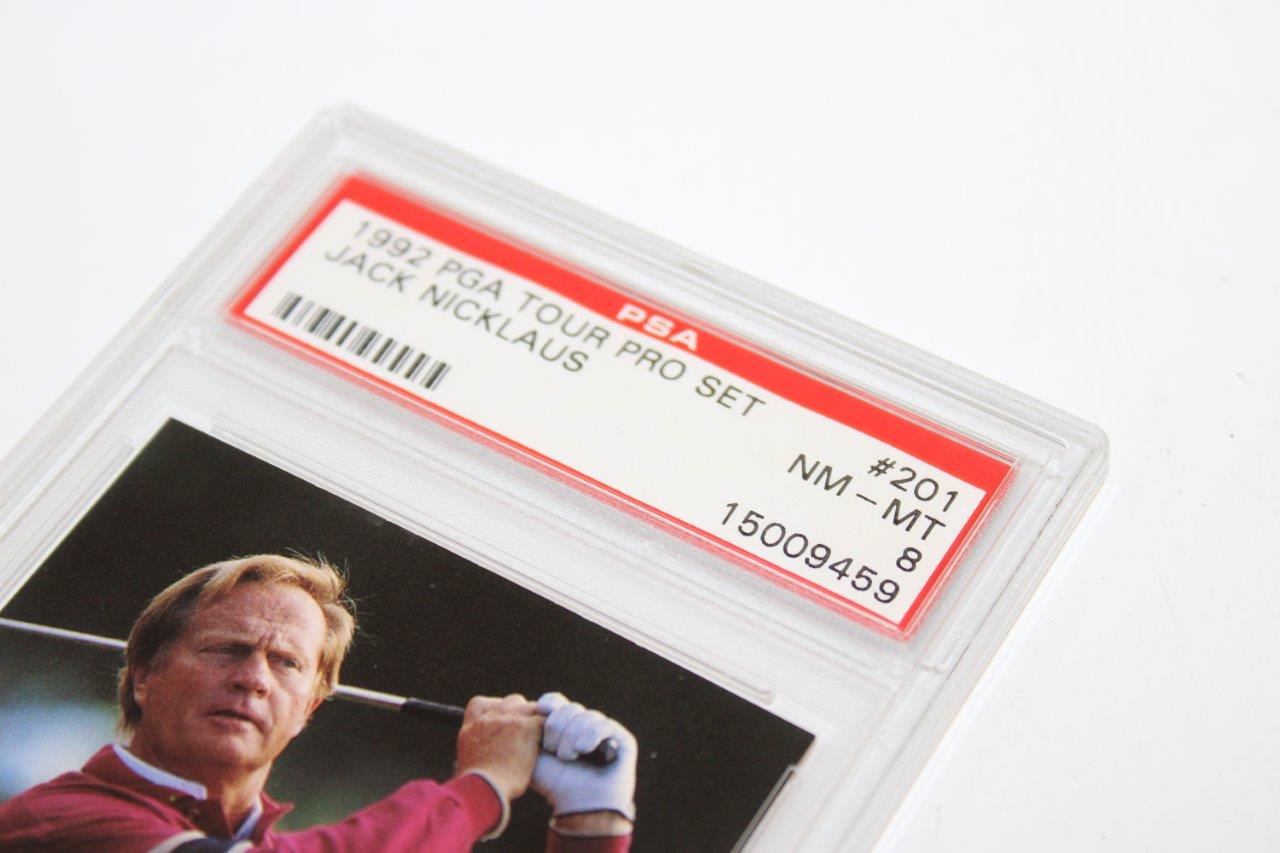 PSA
1992 PGA TOUR PRO SET
#201
JACK NICKLAUS
NM - MT
8
15009459